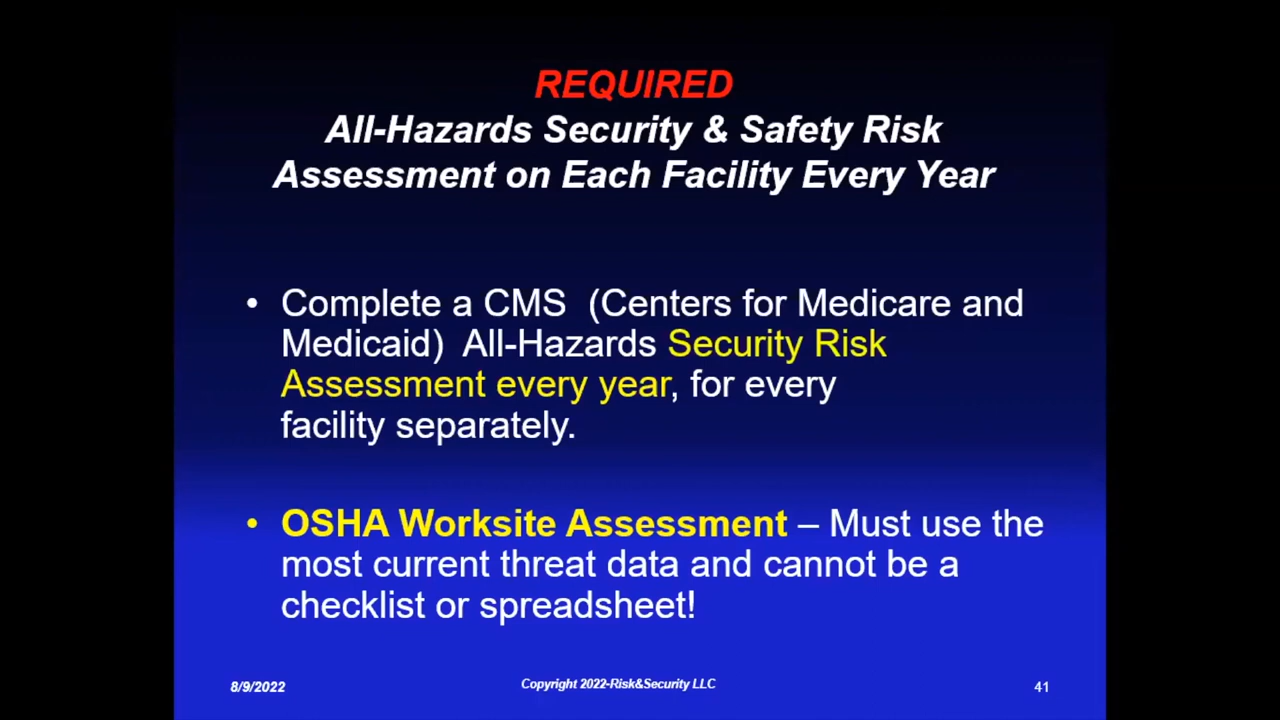 REQUIRED
All-Hazards Security & Safety Risk
Assessment on Each Facility Every Year
• Complete a CMS (Centers for Medicare and
Medicaid) All-Hazards Security Risk
Assessment every year, for every
facility separately.
• OSHA Worksite Assessment – Must use the
most current threat data and cannot be a
checklist or spreadsheet!
8/9/2022
Copyright 2022-Risk&Security LLC
41